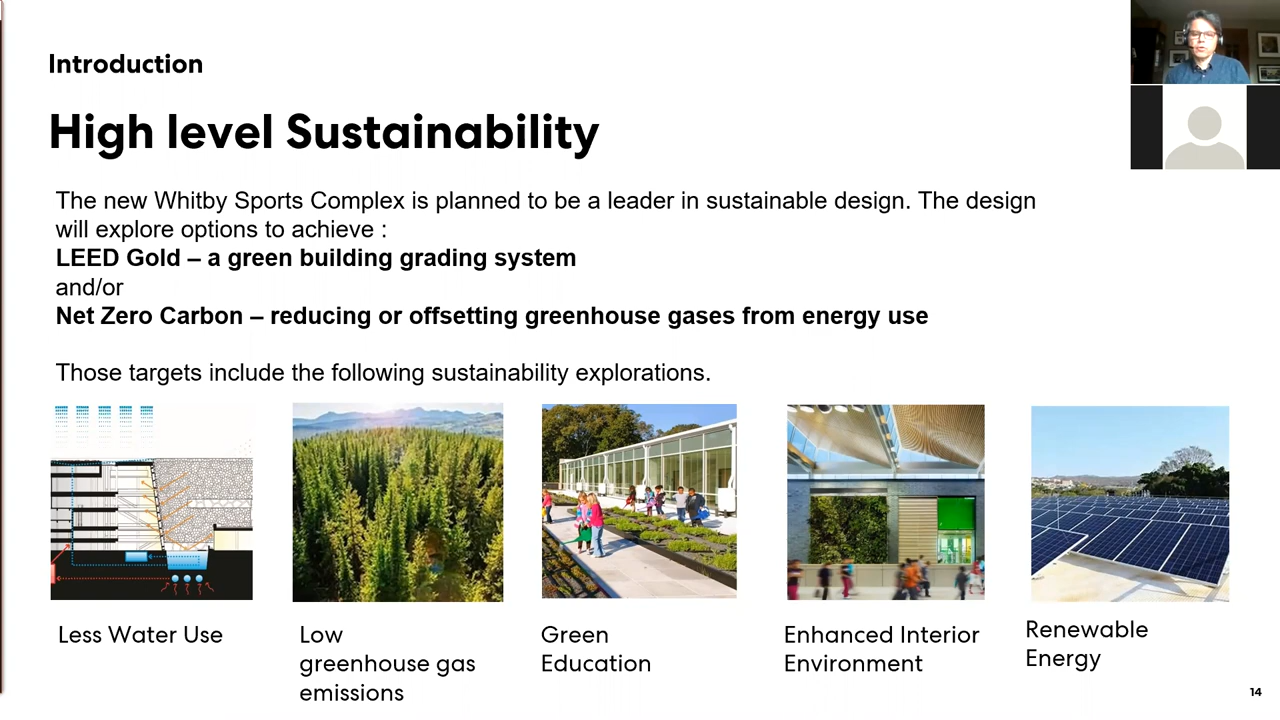 Introduction
High level Sustainability
The new Whitby Sports Complex is planned to be a leader in sustainable design. The design
will explore options to achieve :
LEED Gold – a green building grading system
and/or
Net Zero Carbon – reducing or offsetting greenhouse gases from energy use
Those targets include the following sustainability explorations.
Less Water Use
Low
greenhouse gas
emissions
Green
Education
Enhanced Interior
Environment
Renewable
Energy
14